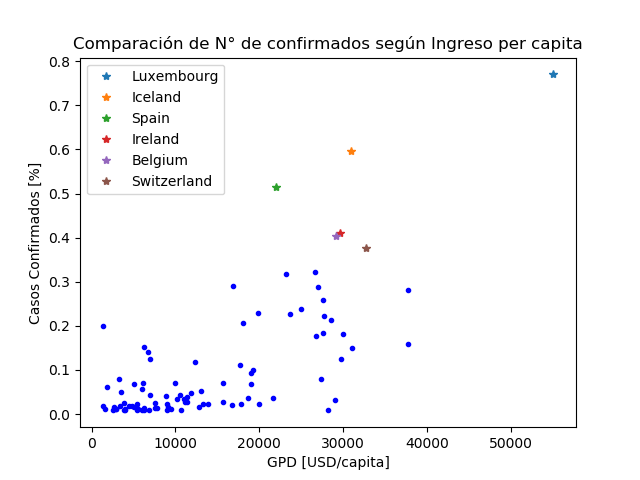 Comparación de N° de confirmados según Ingreso per capita
0.8
0.7
0.6
0.5
0.4
0.3
0.2
0.1
0.0
Casos Confirmados [%]
Luxembourg
Iceland
Spain
Ireland
Belgium
Switzerland
0 10000 20000 30000 40000 50000
GPD [USD/capita]